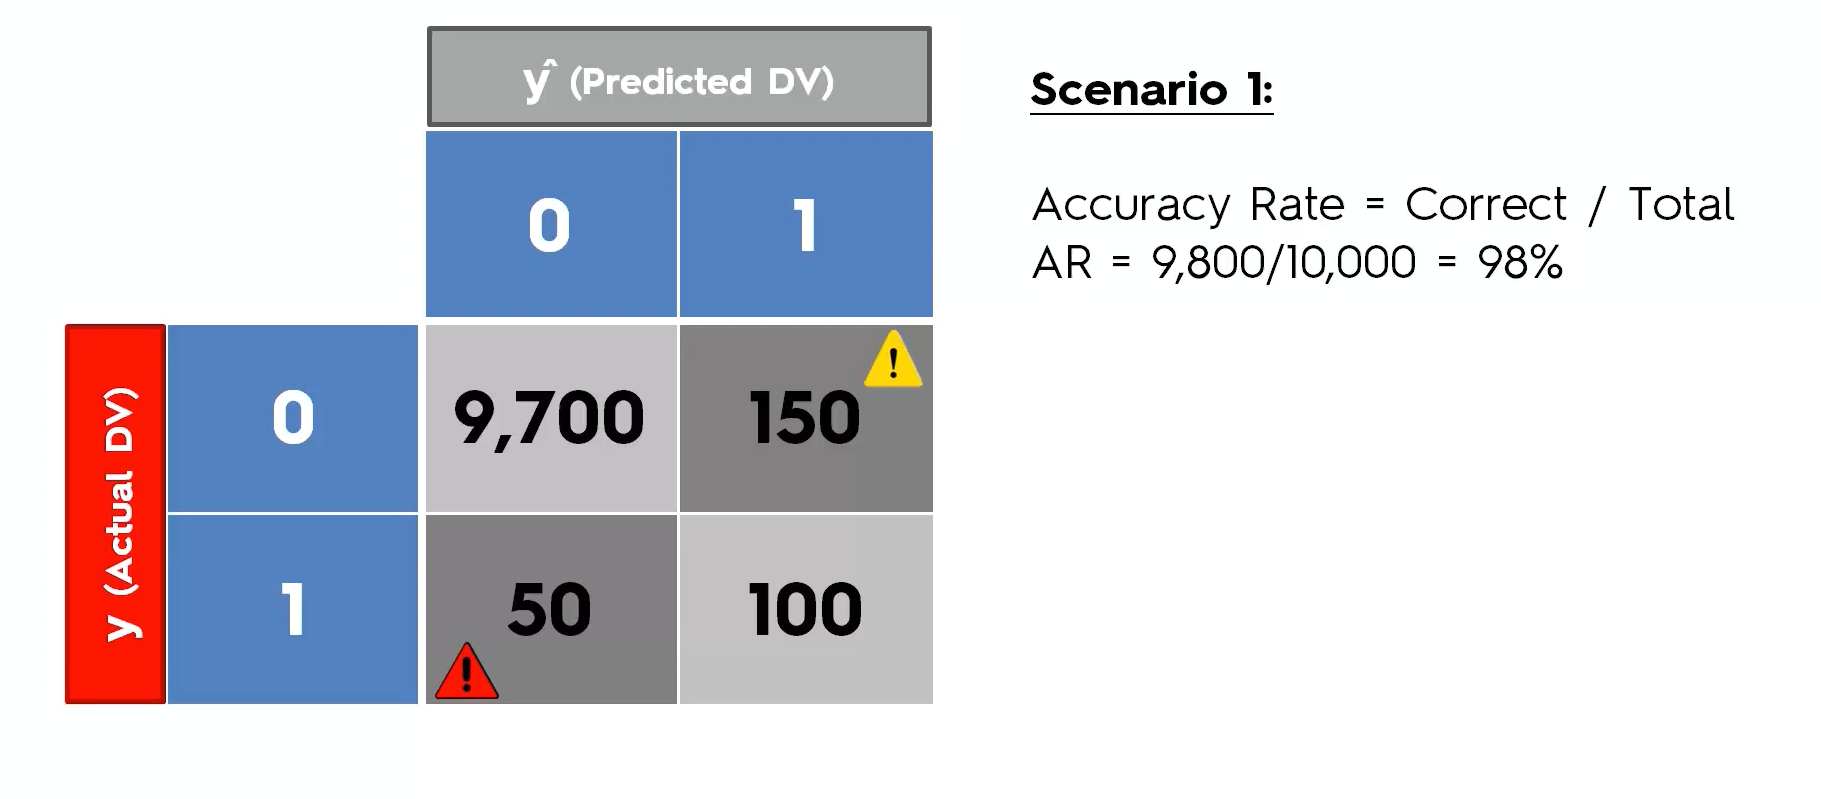 ŷ (Predicted DV)
Scenario 1:
0 1
Accuracy Rate = Correct / Total
AR = 9,800/10,000 = 98%
y (Actual DV)
0 9,700 150
1 50 100